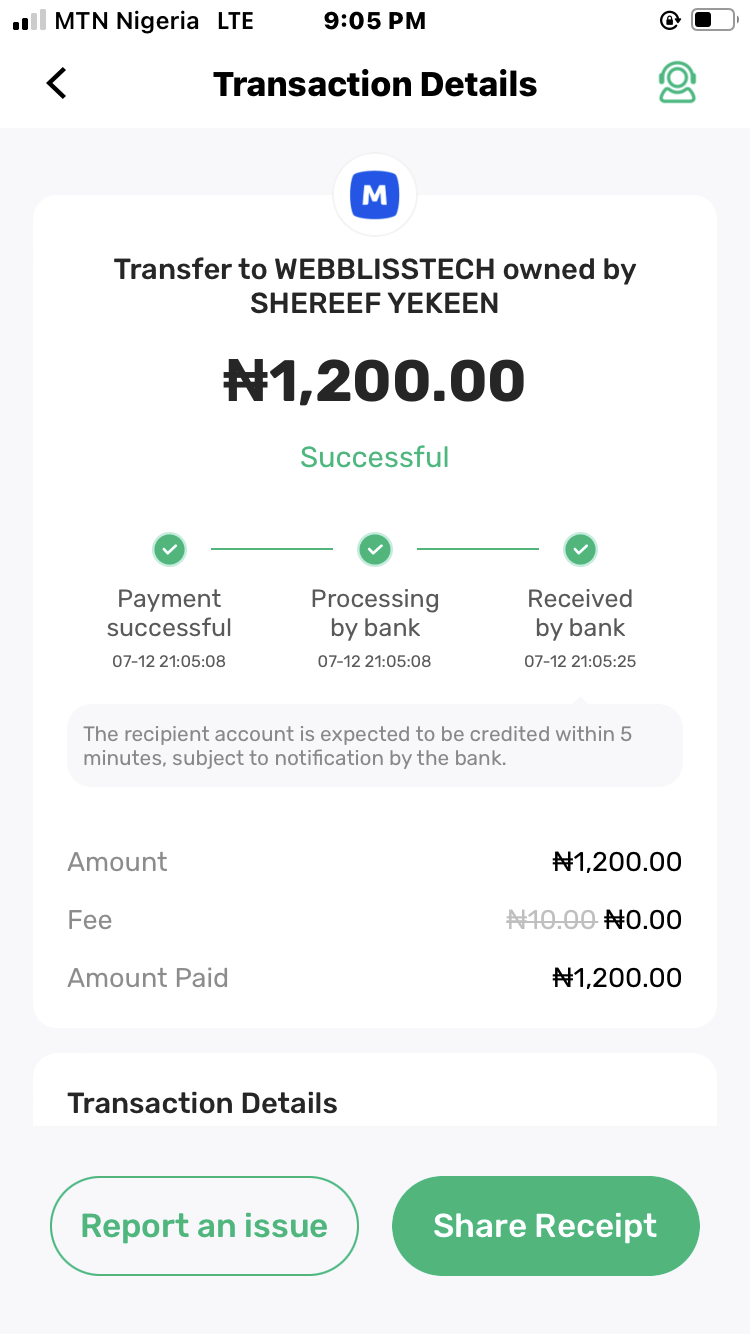 MTN Nigeria LTE 9:05 PM
Transaction Details
M
Transfer to WEBBLISSTECH owned by
SHEREEF YEKEEN
₦1,200.00
Successful
Payment
successful
07-12 21:05:08
Processing
by bank
07-12 21:05:08
Received
by bank
07-12 21:05:25
The recipient account is expected to be credited within 5
minutes, subject to notification by the bank.
Amount ₦1,200.00
Fee ₦10.00 ₦0.00
Amount Paid ₦1,200.00
Transaction Details
Report an issue
Share Receipt